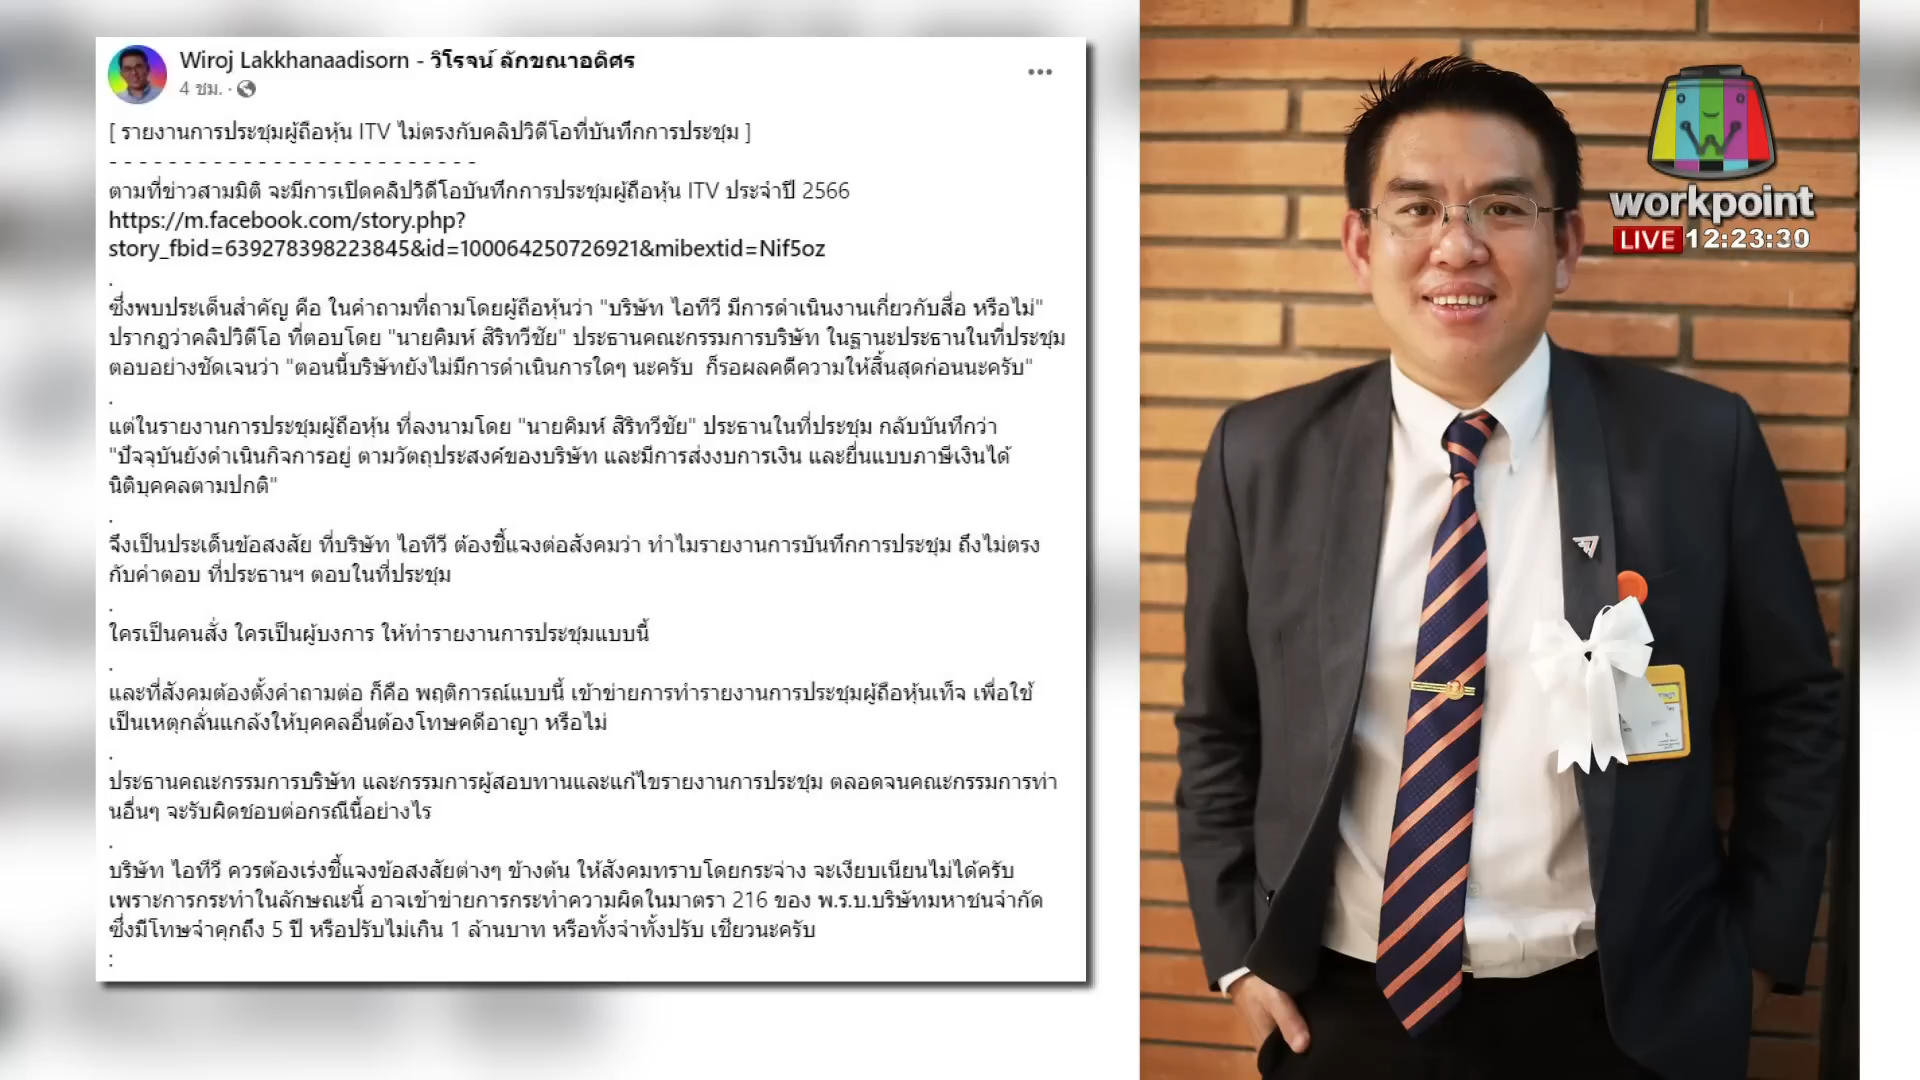 Wiroj Lakkhanaadisorn - วิโรจน์ ลักขณาอดิศร
4 ชม. ·
[ รายงานการประชุมผู้ถือหุ้น ITV ไม่ตรงกับคลิปวิดีโอที่บันทึกการประชุม ]
- - - - - - - - - - - - - - - - - - - - - - - - -
ตามที่ข่าวสามมิติ จะมีการเปิดคลิปวิดีโอบันทึกการประชุมผู้ถือหุ้น ITV ประจำปี 2566
https://m.facebook.com/story.php?
story_fbid=639278398223845&id=100064250726921&mibextid=Nif5oz
.
ซึ่งพบประเด็นสำคัญ คือ ในคำถามที่ถามโดยผู้ถือหุ้นว่า "บริษัท ไอทีวี มีการดำเนินงานเกี่ยวกับสื่อ หรือไม่"
ปรากฎว่าคลิปวิดีโอ ที่ตอบโดย "นายคิมห์ สิริทวีชัย" ประธานคณะกรรมการบริษัท ในฐานะประธานในที่ประชุม
ตอบอย่างชัดเจนว่า "ตอนนี้บริษัทยังไม่มีการดำเนินการใดๆ นะครับ  ก็รอผลคดีความให้สิ้นสุดก่อนนะครับ"
.
แต่ในรายงานการประชุมผู้ถือหุ้น ที่ลงนามโดย "นายคิมห์ สิริทวีชัย" ประธานในที่ประชุม กลับบันทึกว่า
"ปัจจุบันยังดำเนินกิจการอยู่ ตามวัตถุประสงค์ของบริษัท และมีการส่งงบการเงิน และยื่นแบบภาษีเงินได้
นิติบุคคลตามปกติ"
.
จึงเป็นประเด็นข้อสงสัย ที่บริษัท ไอทีวี ต้องชี้แจงต่อสังคมว่า ทำไมรายงานการบันทึกการประชุม ถึงไม่ตรง
กับคำตอบ ที่ประธานฯ ตอบในที่ประชุม
.
ใครเป็นคนสั่ง ใครเป็นผู้บงการ ให้ทำรายงานการประชุมแบบนี้
.
และที่สังคมต้องตั้งคำถามต่อ ก็คือ พฤติการณ์แบบนี้ เข้าข่ายการทำรายงานการประชุมผู้ถือหุ้นเท็จ เพื่อใช้
เป็นเหตุกลั่นแกล้งให้บุคคลอื่นต้องโทษคดีอาญา หรือไม่
.
ประธานคณะกรรมการบริษัท และกรรมการผู้สอบทานและแก้ไขรายงานการประชุม ตลอดจนคณะกรรมการท่า
นอื่นๆ จะรับผิดชอบต่อกรณีนี้อย่างไร
.
บริษัท ไอทีวี ควรต้องเร่งชี้แจงข้อสงสัยต่างๆ ข้างต้น ให้สังคมทราบโดยกระจ่าง จะเงียบเนียนไม่ได้ครับ
เพราะการกระทำในลักษณะนี้ อาจเข้าข่ายการกระทำความผิดในมาตรา 216 ของ พ.ร.บ.บริษัทมหาชนจำกัด
ซึ่งมีโทษจำคุกถึง 5 ปี หรือปรับไม่เกิน 1 ล้านบาท หรือทั้งจำทั้งปรับ เชียวนะครับ
:
workpoint
LIVE 12:23:30